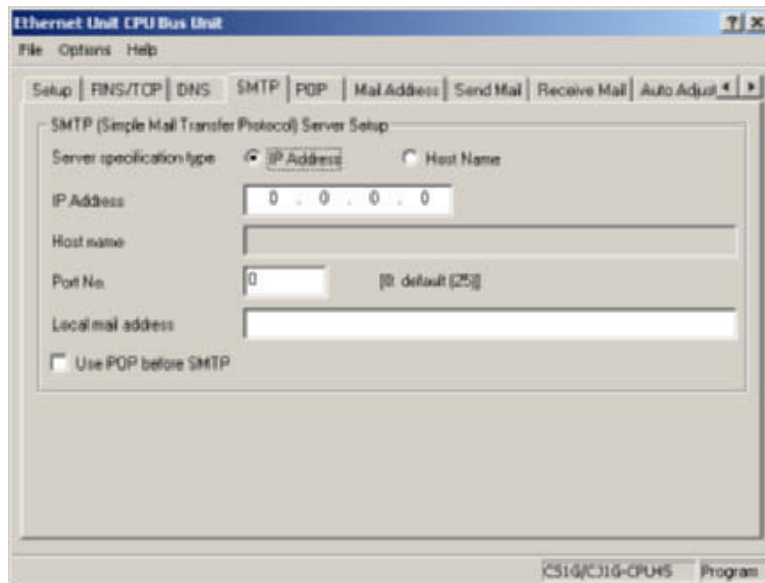 Ethernet Unit CPU Bus Unit
File Options Help
Setup FINS/TCP DNS SMTP POP Mail Address Send Mail Receive Mail Auto Adjust
SMTP (Simple Mail Transfer Protocol) Server Setup
Server specification type IP Address Host Name
IP Address 0 . 0 . 0 . 0
Host name
Port No. 0 [0: default (25)]
Local mail address
Use POP before SMTP
CS1G/CJ1G-CPU45 Program